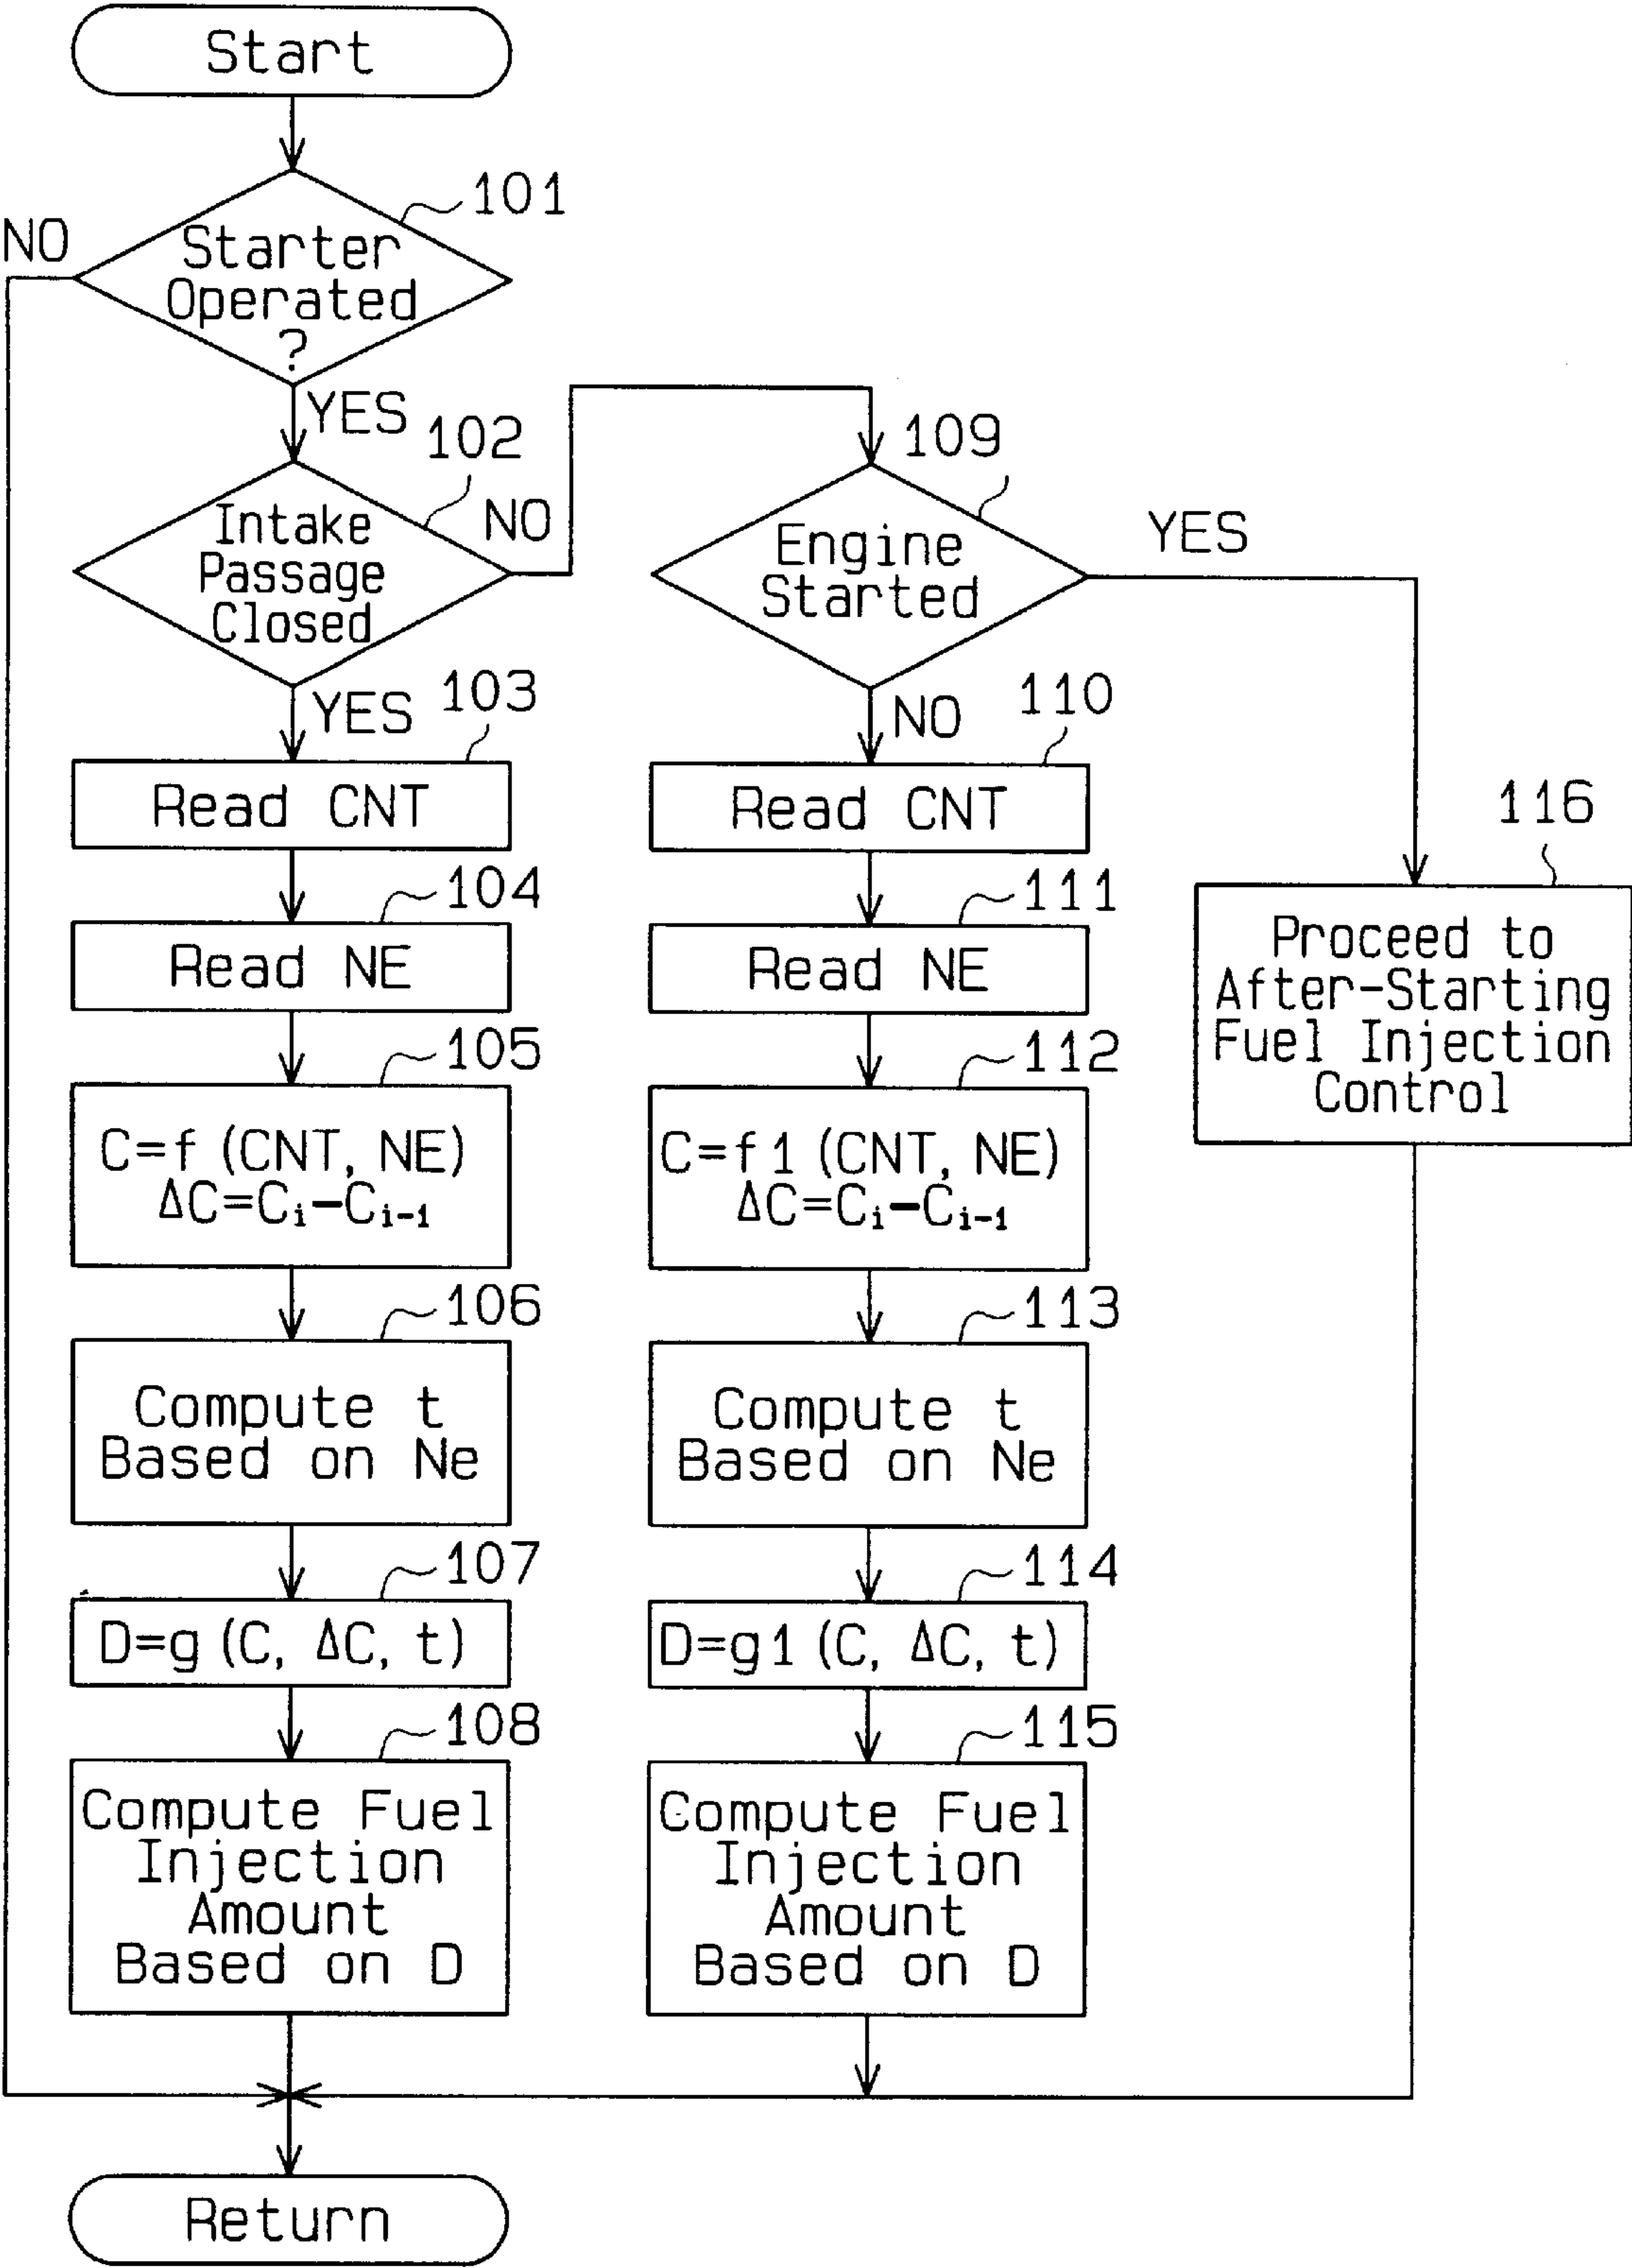 Start
101
NO
Starter
Operated
?
YES
102
Intake
Passage
Closed
NO
109
Engine
Started
YES
YES
103
NO
110
Read CNT
Read CNT
116
104
Read NE
111
Read NE
Proceed to
After-Starting
Fuel Injection
Control
105
C=f (CNT, NE)
ΔC=Ci−Ci-1
112
C=f1 (CNT, NE)
ΔC=Ci−Ci-1
106
Compute t
Based on Ne
113
Compute t
Based on Ne
107
D=g (C, ΔC, t)
114
D=g1 (C, ΔC, t)
108
Compute Fuel
Injection
Amount
Based on D
115
Compute Fuel
Injection
Amount
Based on D
Return